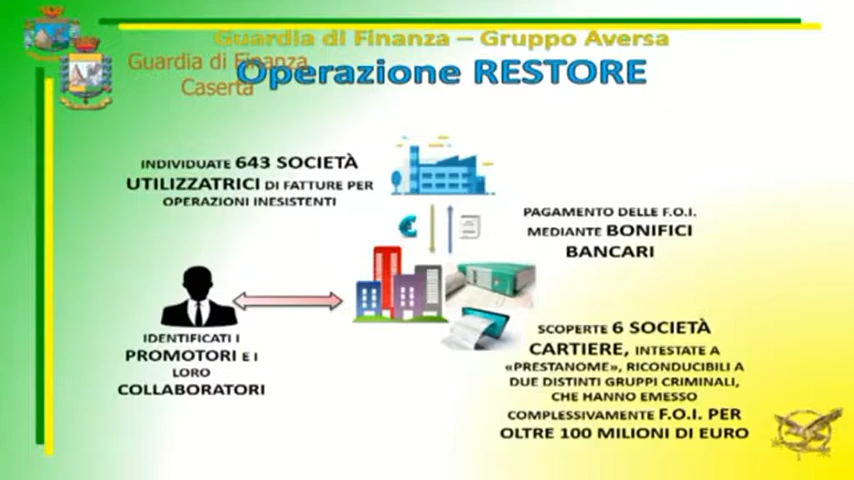 Guardia di Finanza – Gruppo Aversa
Guardia di Finanza
Caserta
Operazione RESTORE
INDIVIDUATE 643 SOCIETÀ
UTILIZZATRICI DI FATTURE PER
OPERAZIONI INESISTENTI
PAGAMENTO DELLE F.O.I.
MEDIANTE BONIFICI
BANCARI
IDENTIFICATI I
PROMOTORI E I
LORO
COLLABORATORI
SCOPERTE 6 SOCIETÀ
CARTIERE, INTESTATE A
«PRESTANOME», RICONDUCIBILI A
DUE DISTINTI GRUPPI CRIMINALI,
CHE HANNO EMESSO
COMPLESSIVAMENTE F.O.I. PER
OLTRE 100 MILIONI DI EURO